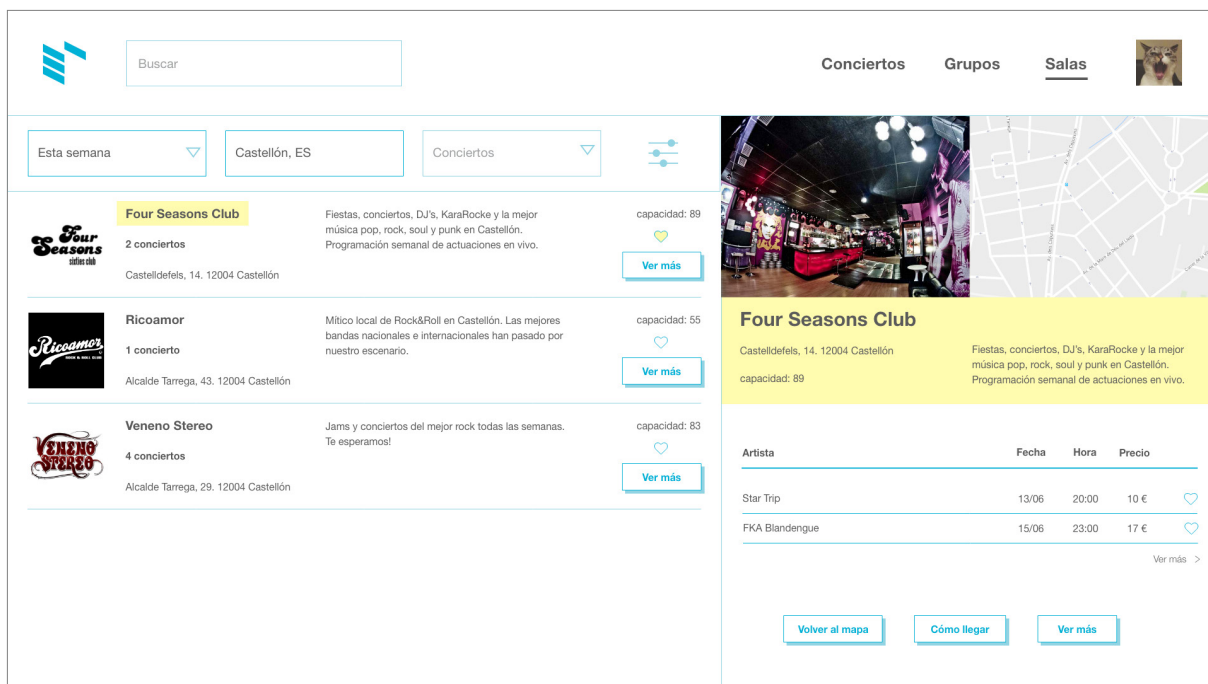 Buscar
Conciertos
Grupos
Salas
Esta semana
Castellón, ES
Conciertos
Four Seasons sixties club
Four Seasons Club
2 conciertos
Castelldefels, 14. 12004 Castellón
Fiestas, conciertos, DJ's, KaraRocke y la mejor
música pop, rock, soul y punk en Castellón.
Programación semanal de actuaciones en vivo.
capacidad: 89
Ver más
Ricoamor
Ricoamor
1 concierto
Alcalde Tarrega, 43. 12004 Castellón
Mítico local de Rock&Roll en Castellón. Las mejores
bandas nacionales e internacionales han pasado por
nuestro escenario.
capacidad: 55
Ver más
VENENO STEREO
Veneno Stereo
4 conciertos
Alcalde Tarrega, 29. 12004 Castellón
Jams y conciertos del mejor rock todas las semanas.
Te esperamos!
capacidad: 83
Ver más
Four Seasons Club
Castelldefels, 14. 12004 Castellón
capacidad: 89
Fiestas, conciertos, DJ's, KaraRocke y la mejor
música pop, rock, soul y punk en Castellón.
Programación semanal de actuaciones en vivo.
Artista Fecha Hora Precio
Star Trip 13/06 20:00 10 €
FKA Blandengue 15/06 23:00 17 €
Ver más >
Volver al mapa
Cómo llegar
Ver más